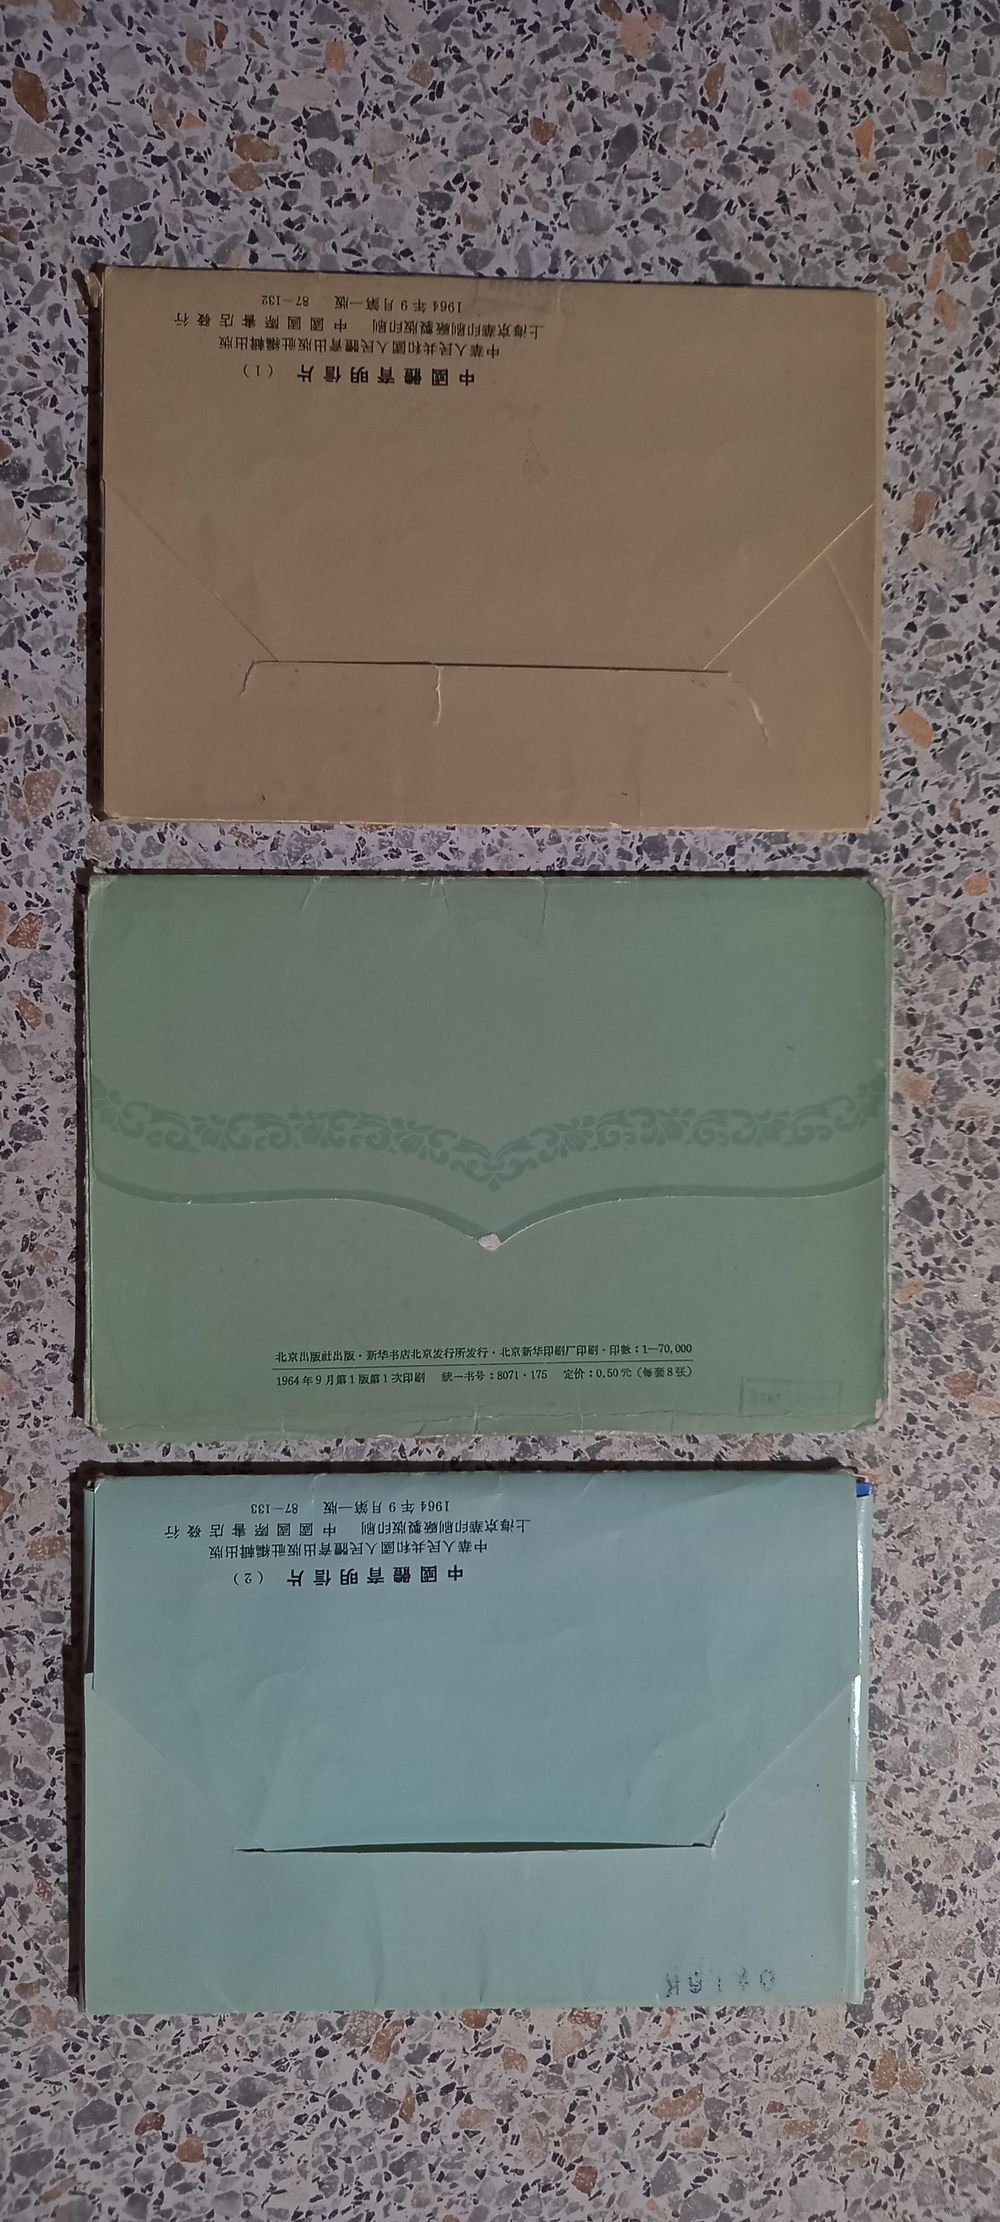 中國體育明信片 （1）
中華人民共和國人民體育出版社編輯出版
上海京華印刷廠製版印刷 中國國際書店發行
1964年9月第一版 87—132
北京出版社出版·新华书店北京发行所发行·北京新华印刷厂印刷·印数：1—70,000
1964年9月第1版第1次印刷 統一书号：8071·175 定价：0.50元（每套8张）
中國體育明信片 （2）
中華人民共和國人民體育出版社編輯出版
上海京華印刷廠製版印刷 中國國際書店發行
1964年9月第一版 87—133